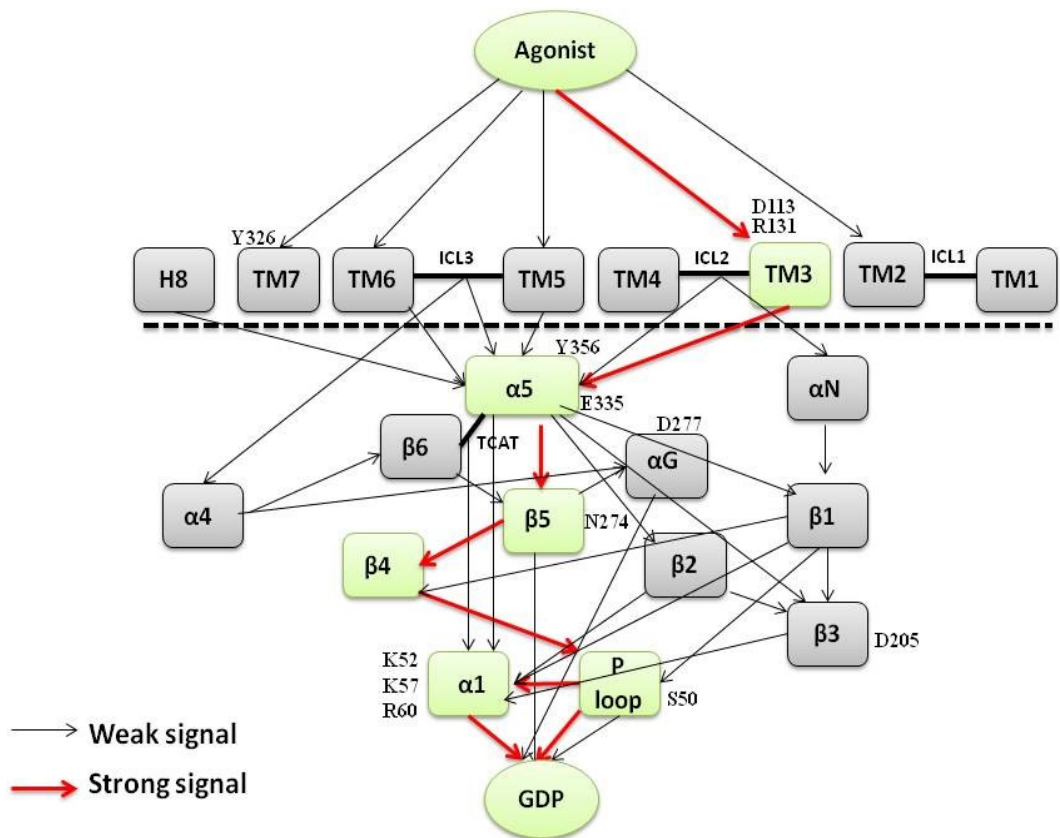 Agonist
D113
R131
Y326
ICL3
ICL2
ICL1
H8
TM7
TM6
TM5
TM4
TM3
TM2
TM1
Y356
α5
αN
E335
D277
β6
TCAT
αG
α4
β5
N274
β1
β4
β2
β3
D205
K52
K57
R60
α1
P
loop
S50
Weak signal
Strong signal
GDP